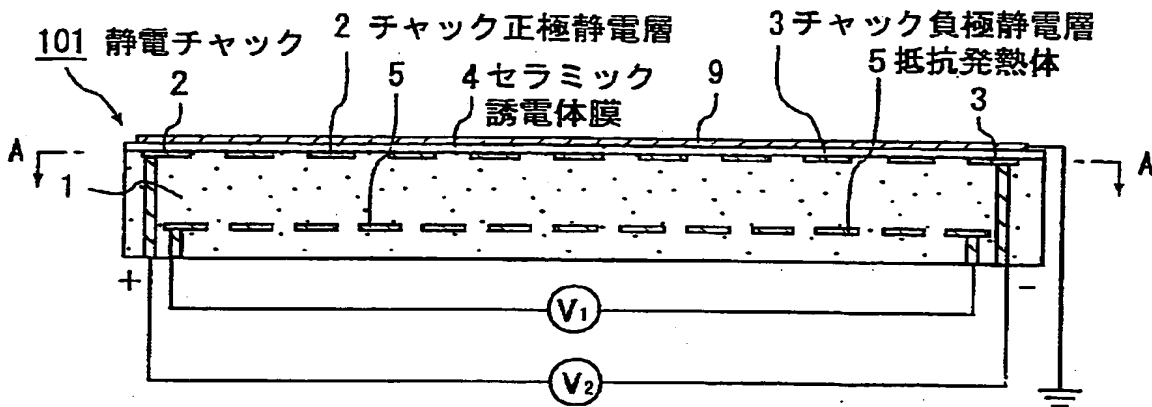 101 静電チャック
2 チャック正極静電層
3チャック負極静電層
2
5
4セラミック
誘電体膜
9
5抵抗発熱体
3
A
A
1
+
−
V1
V2